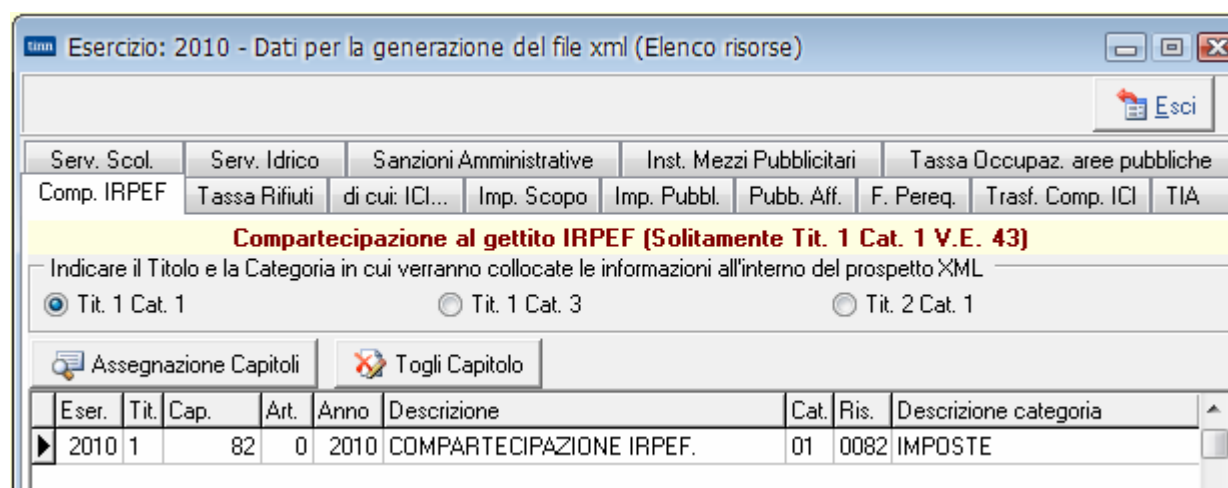 tinn Esercizio: 2010 - Dati per la generazione del file xml (Elenco risorse)
Esci
Serv. Scol. Serv. Idrico Sanzioni Amministrative Inst. Mezzi Pubblicitari Tassa Occupaz. aree pubbliche
Comp. IRPEF Tassa Rifiuti di cui: ICI... Imp. Scopo Imp. Pubbl. Pubb. Aff. F. Pereq. Trasf. Comp. ICI TIA
Compartecipazione al gettito IRPEF (Solitamente Tit. 1 Cat. 1 V.E. 43)
Indicare il Titolo e la Categoria in cui verranno collocate le informazioni all'interno del prospetto XML
Tit. 1 Cat. 1 Tit. 1 Cat. 3 Tit. 2 Cat. 1
Assegnazione Capitoli Togli Capitolo
Eser. Tit. Cap. Art. Anno Descrizione Cat. Ris. Descrizione categoria
2010 1 82 0 2010 COMPARTECIPAZIONE IRPEF. 01 0082 IMPOSTE